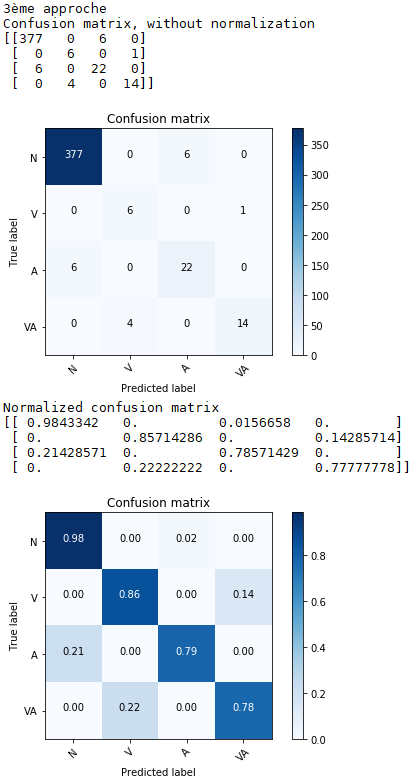 3ème approche
Confusion matrix, without normalization
[[377   0   6   0]
 [  0   6   0   1]
 [  6   0  22   0]
 [  0   4   0  14]]
Confusion matrix
N 377 0 6 0
V 0 6 0 1
A 6 0 22 0
VA 0 4 0 14
N V A VA
True label
Predicted label
350
300
250
200
150
100
50
0
Normalized confusion matrix
[[ 0.9843342   0.          0.0156658   0.        ]
 [ 0.          0.85714286  0.          0.14285714]
 [ 0.21428571  0.          0.78571429  0.        ]
 [ 0.          0.22222222  0.          0.77777778]]
Confusion matrix
N 0.98 0.00 0.02 0.00
V 0.00 0.86 0.00 0.14
A 0.21 0.00 0.79 0.00
VA 0.00 0.22 0.00 0.78
N V A VA
True label
Predicted label
0.8
0.6
0.4
0.2
0.0